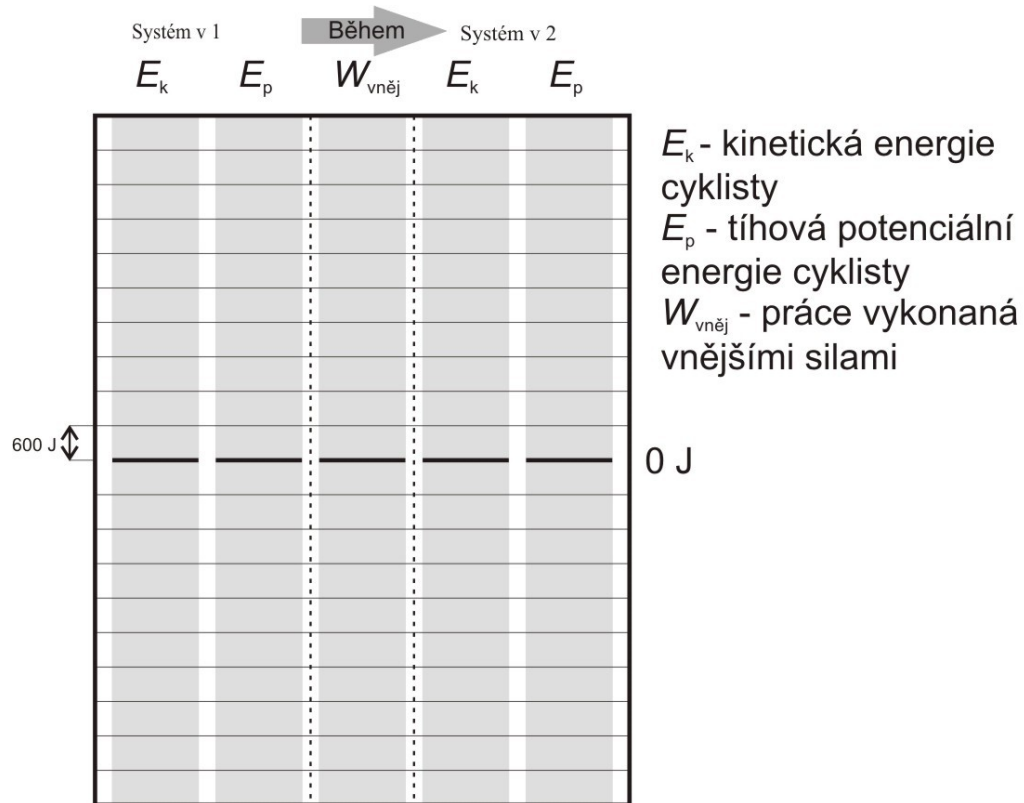 Systém v 1 Během Systém v 2
Ek Ep Wvněj Ek Ep
Ek - kinetická energie
cyklisty
Ep - tíhová potenciální
energie cyklisty
Wvněj - práce vykonaná
vnějšími silami
600 J
0 J